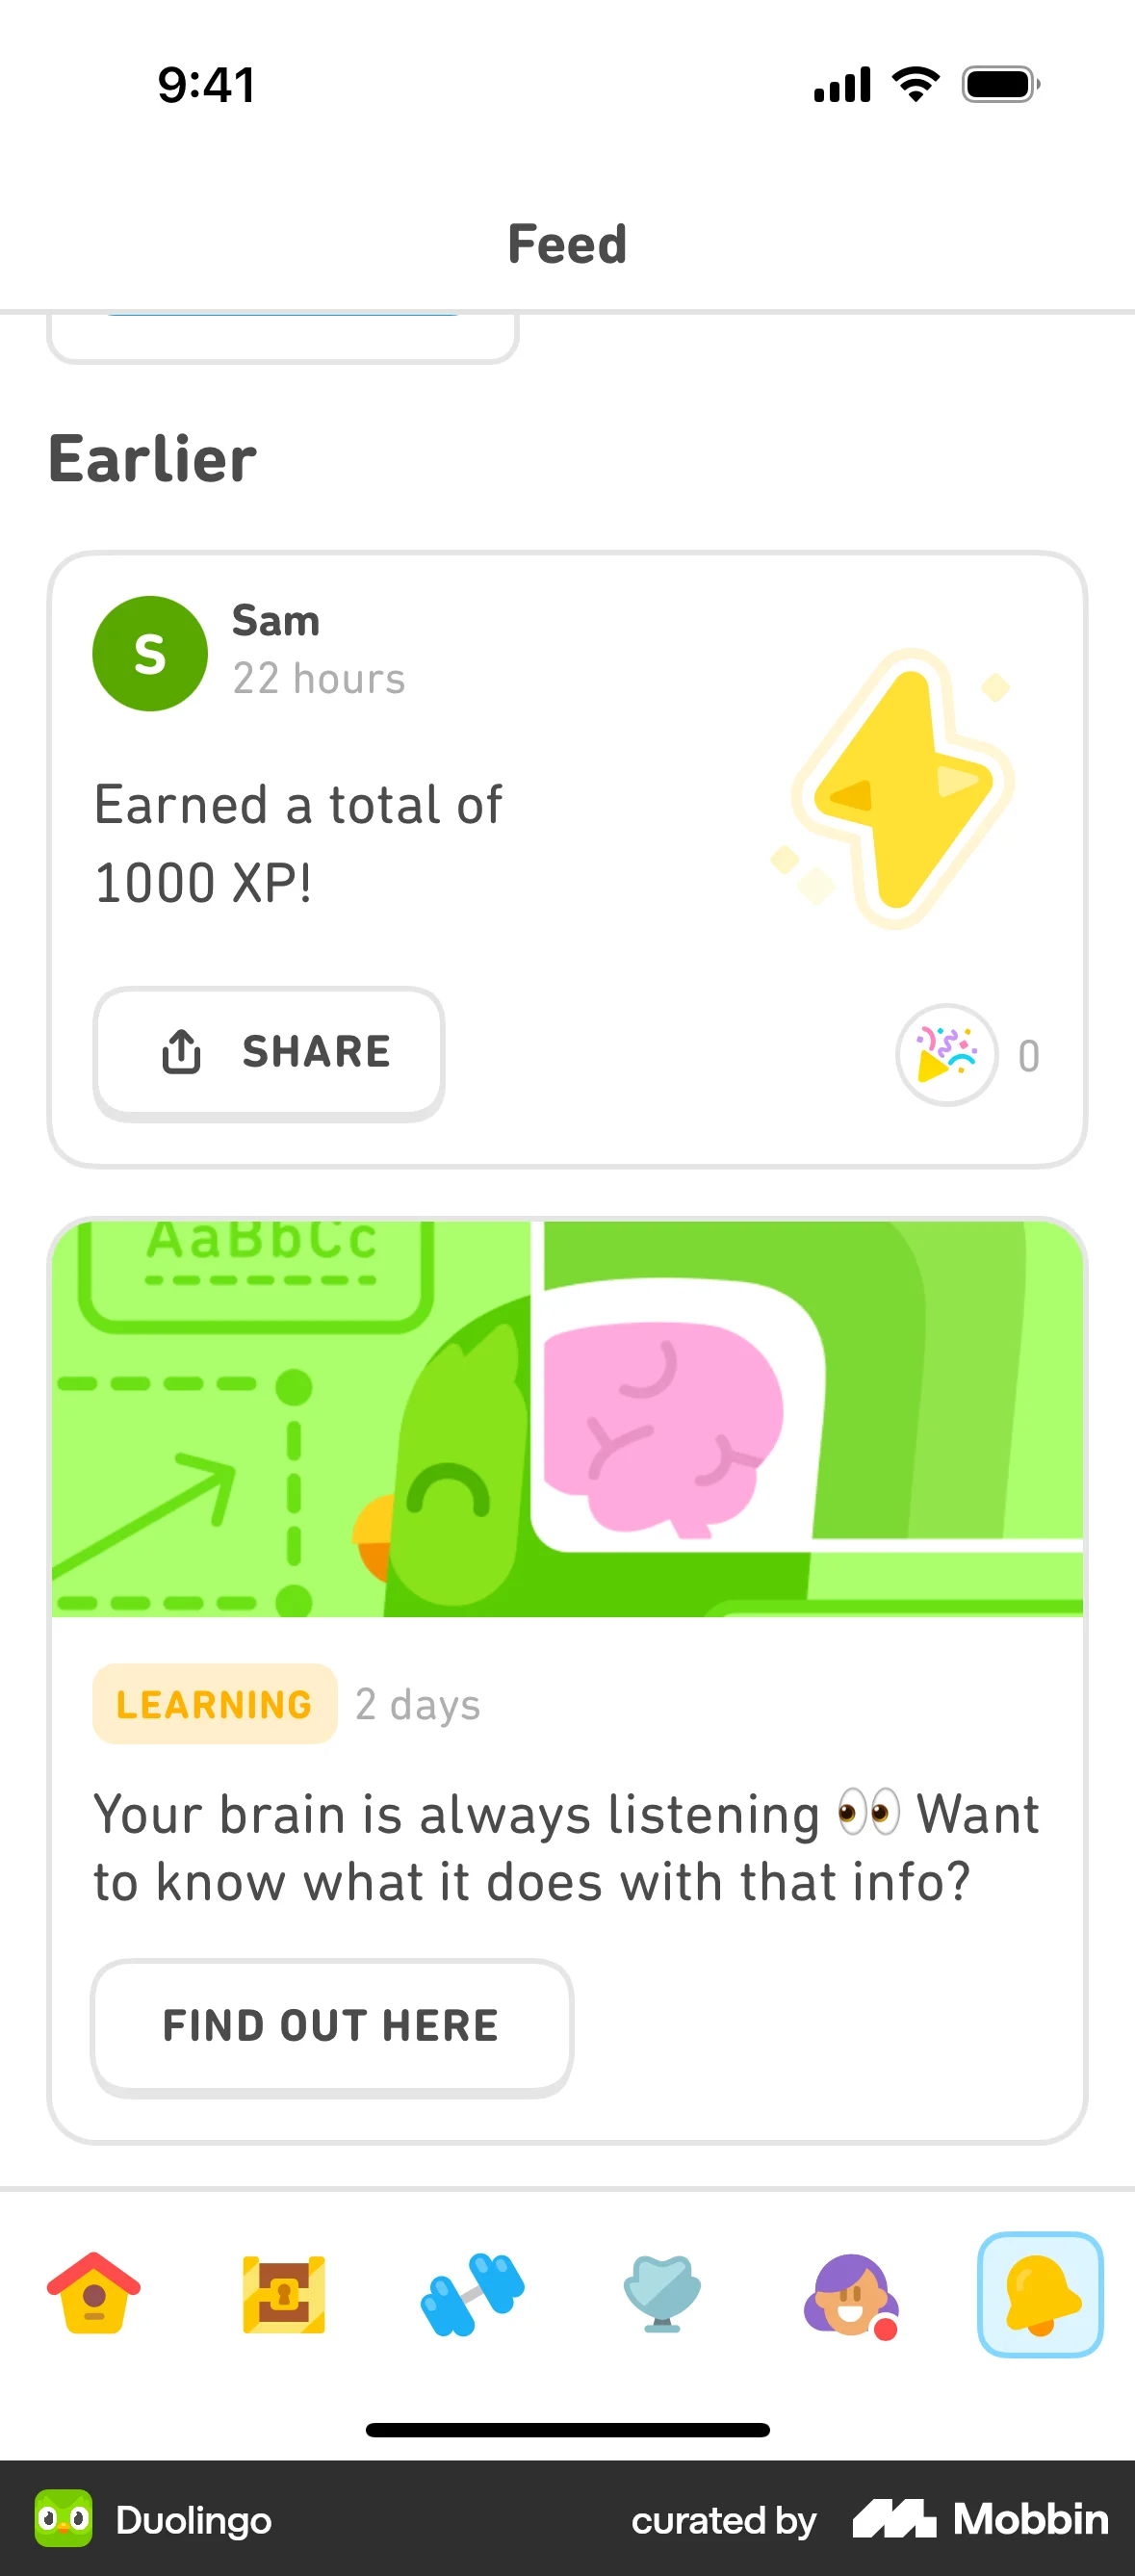 9:41
Feed
Earlier
S
Sam
22 hours
Earned a total of
1000 XP!
SHARE
0
AaBbCc
LEARNING 2 days
Your brain is always listening 👀 Want
to know what it does with that info?
FIND OUT HERE
Duolingo
curated by Mobbin